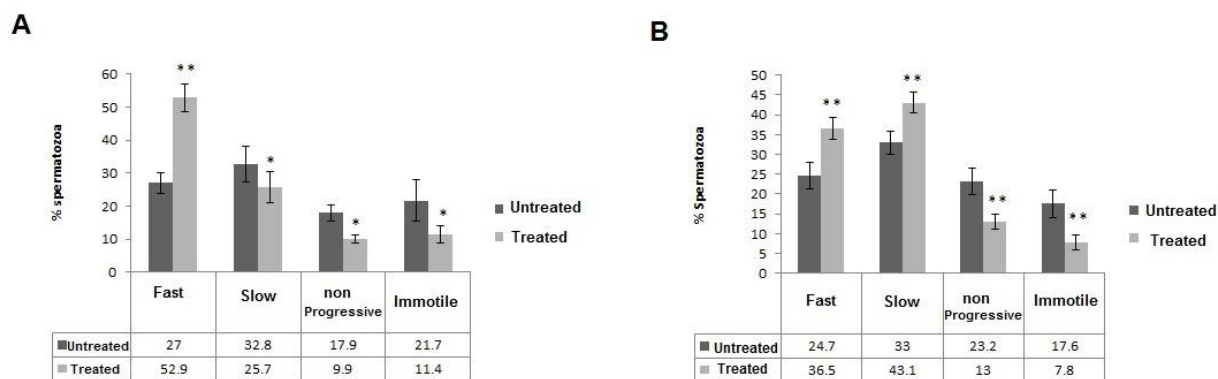 A
% spermatozoa
60
50
40
30
20
10
0
**
*
*
*
Untreated
Treated
Fast Slow non Progressive Immotile
Untreated 27 32.8 17.9 21.7
Treated 52.9 25.7 9.9 11.4
B
% Spermatozoa
50
45
40
35
30
25
20
15
10
5
0
**
**
**
**
Untreated
Treated
Fast Slow non Progressive Immotile
Untreated 24.7 33 23.2 17.6
Treated 36.5 43.1 13 7.8